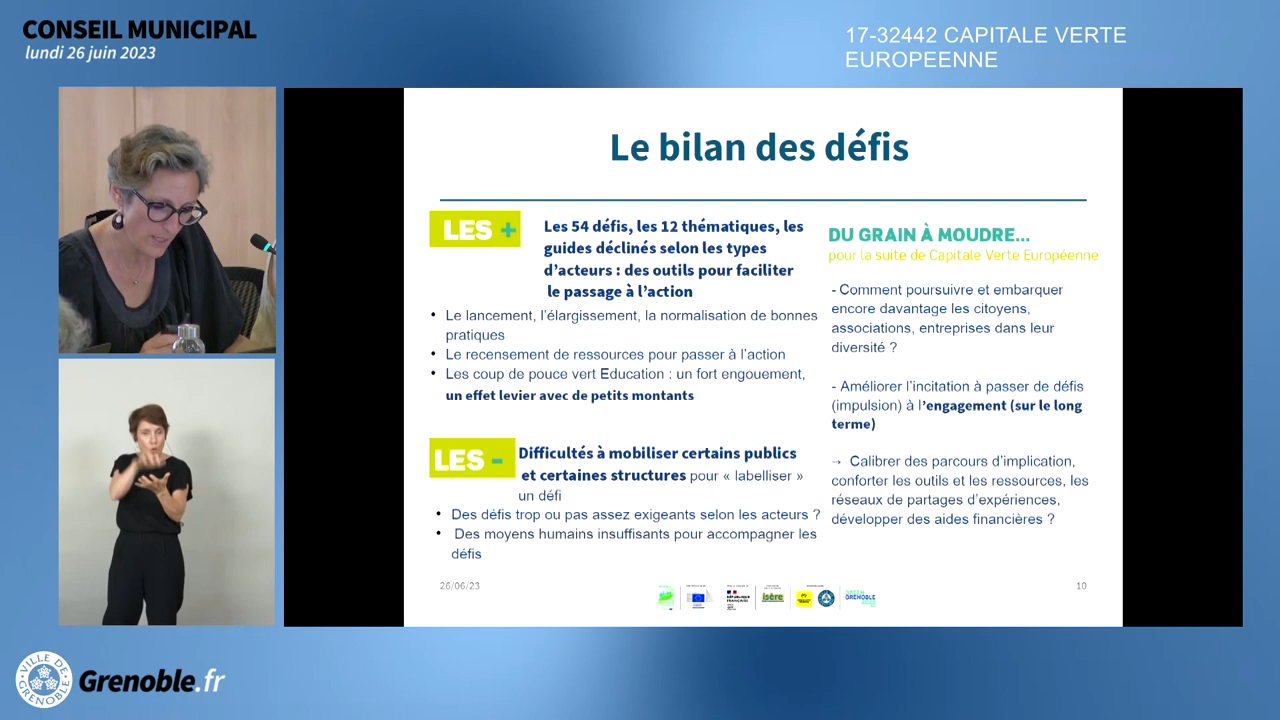 CONSEIL MUNICIPAL
lundi 26 juin 2023
17-32442 CAPITALE VERTE
EUROPEENNE
Le bilan des défis
LES +
Les 54 défis, les 12 thématiques, les
guides déclinés selon les types
d'acteurs : des outils pour faciliter
le passage à l'action
• Le lancement, l'élargissement, la normalisation de bonnes
pratiques
• Le recensement de ressources pour passer à l'action
• Les coup de pouce vert Education : un fort engouement,
un effet levier avec de petits montants
LES -
Difficultés à mobiliser certains publics
et certaines structures pour « labelliser »
un défi
• Des défis trop ou pas assez exigeants selon les acteurs ?
• Des moyens humains insuffisants pour accompagner les
défis
DU GRAIN À MOUDRE...
pour la suite de Capitale Verte Européenne
- Comment poursuivre et embarquer
encore davantage les citoyens,
associations, entreprises dans leur
diversité ?
- Améliorer l'incitation à passer de défis
(impulsion) à l'engagement (sur le long
terme)
→ Calibrer des parcours d'implication,
conforter les outils et les ressources, les
réseaux de partages d'expériences,
développer des aides financières ?
26/06/23
RÉPUBLIQUE
FRANÇAISE
isère
GREEN
GRENOBLE
10
VILLE DE
GRENOBLE
Grenoble.fr